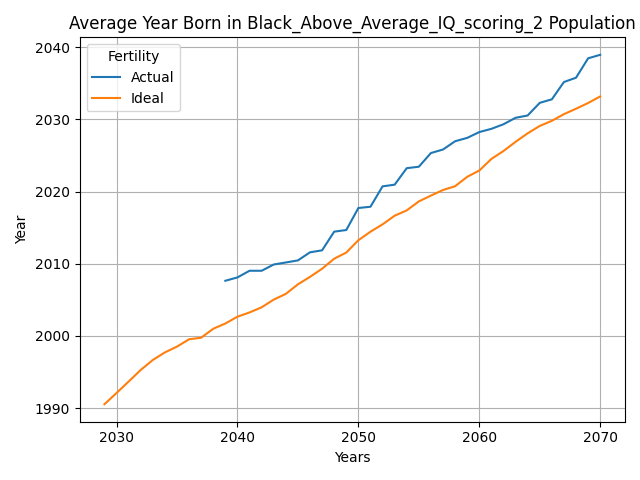 Average Year Born in Black_Above_Average_IQ_scoring_2 Population
Fertility
Actual
Ideal
2040
2030
2020
2010
2000
1990
Year
2030 2040 2050 2060 2070
Years